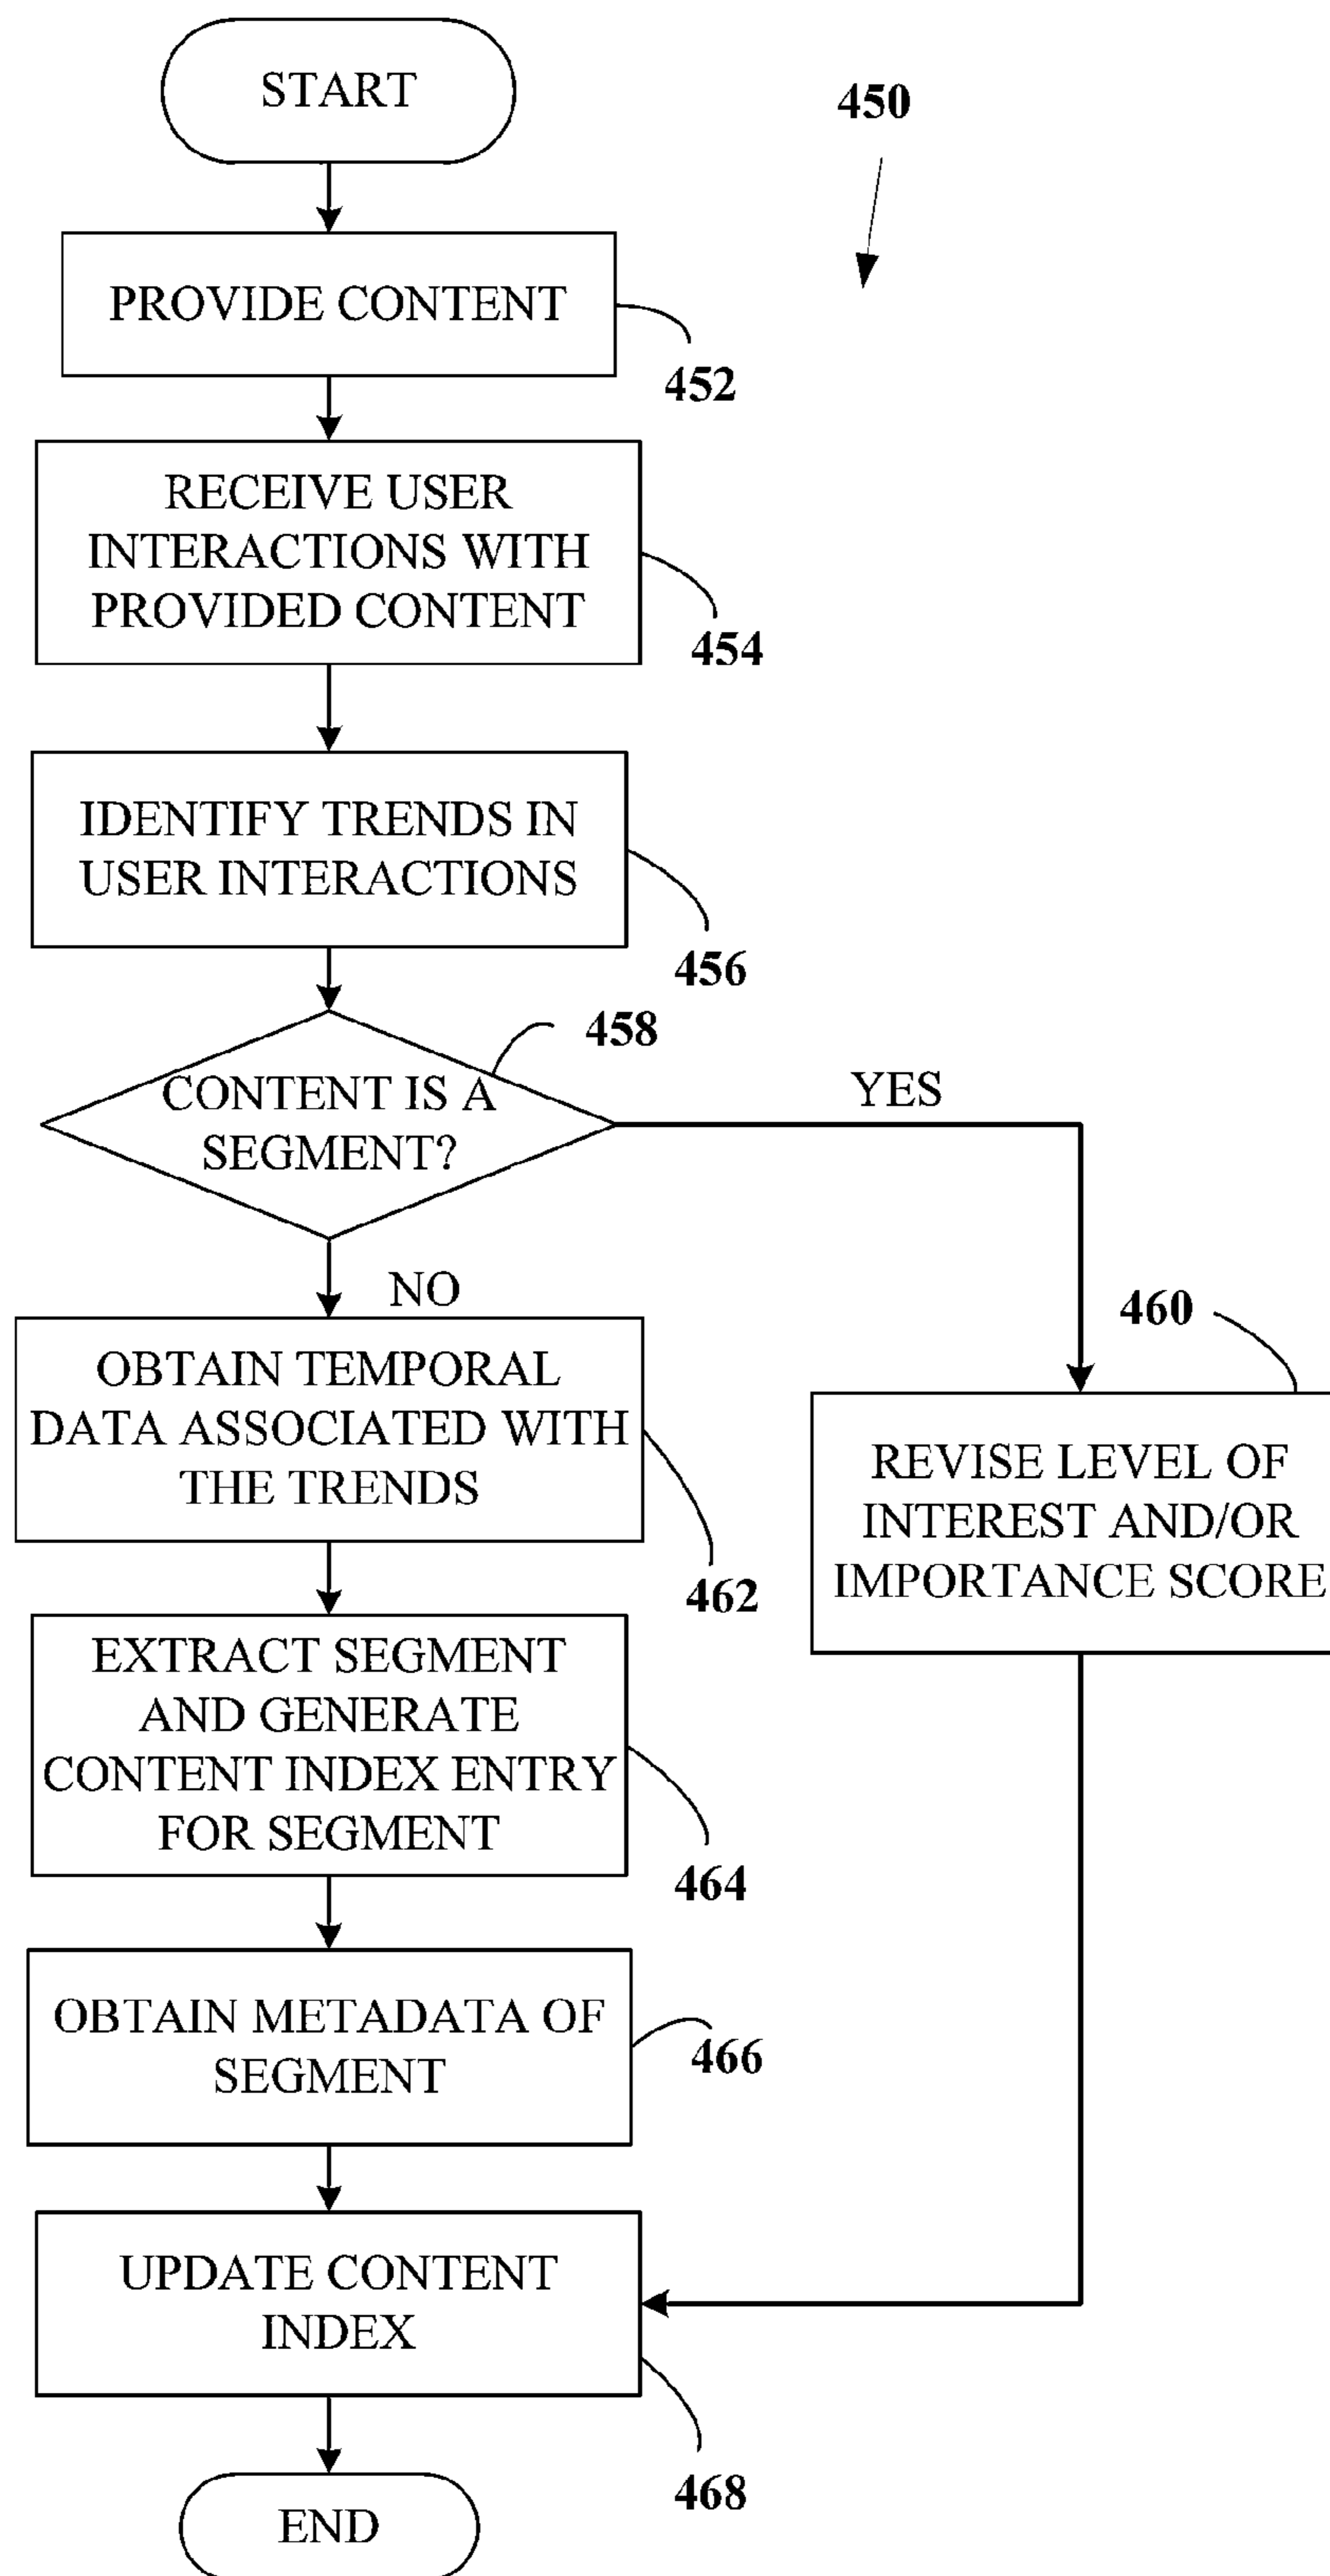 START
450
PROVIDE CONTENT
452
RECEIVE USER
INTERACTIONS WITH
PROVIDED CONTENT
454
IDENTIFY TRENDS IN
USER INTERACTIONS
456
458
CONTENT IS A
SEGMENT?
YES
NO
460
OBTAIN TEMPORAL
DATA ASSOCIATED WITH
THE TRENDS
462
REVISE LEVEL OF
INTEREST AND/OR
IMPORTANCE SCORE
EXTRACT SEGMENT
AND GENERATE
CONTENT INDEX ENTRY
FOR SEGMENT
464
OBTAIN METADATA OF
SEGMENT
466
UPDATE CONTENT
INDEX
468
END